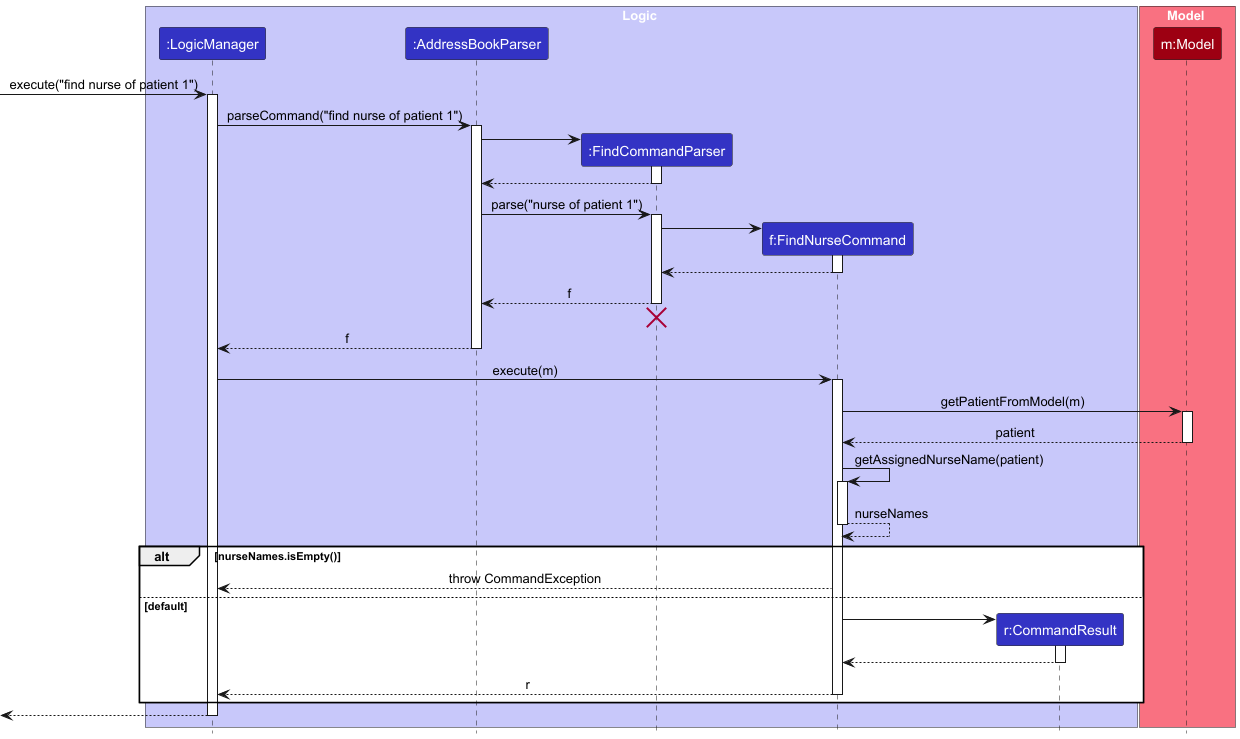 Logic
Model
:LogicManager
:AddressBookParser
m:Model
execute("find nurse of patient 1")
parseCommand("find nurse of patient 1")
:FindCommandParser
parse("nurse of patient 1")
f:FindNurseCommand
f
f
execute(m)
getPatientFromModel(m)
patient
getAssignedNurseName(patient)
nurseNames
alt
[nurseNames.isEmpty()]
throw CommandException
[default]
r:CommandResult
r